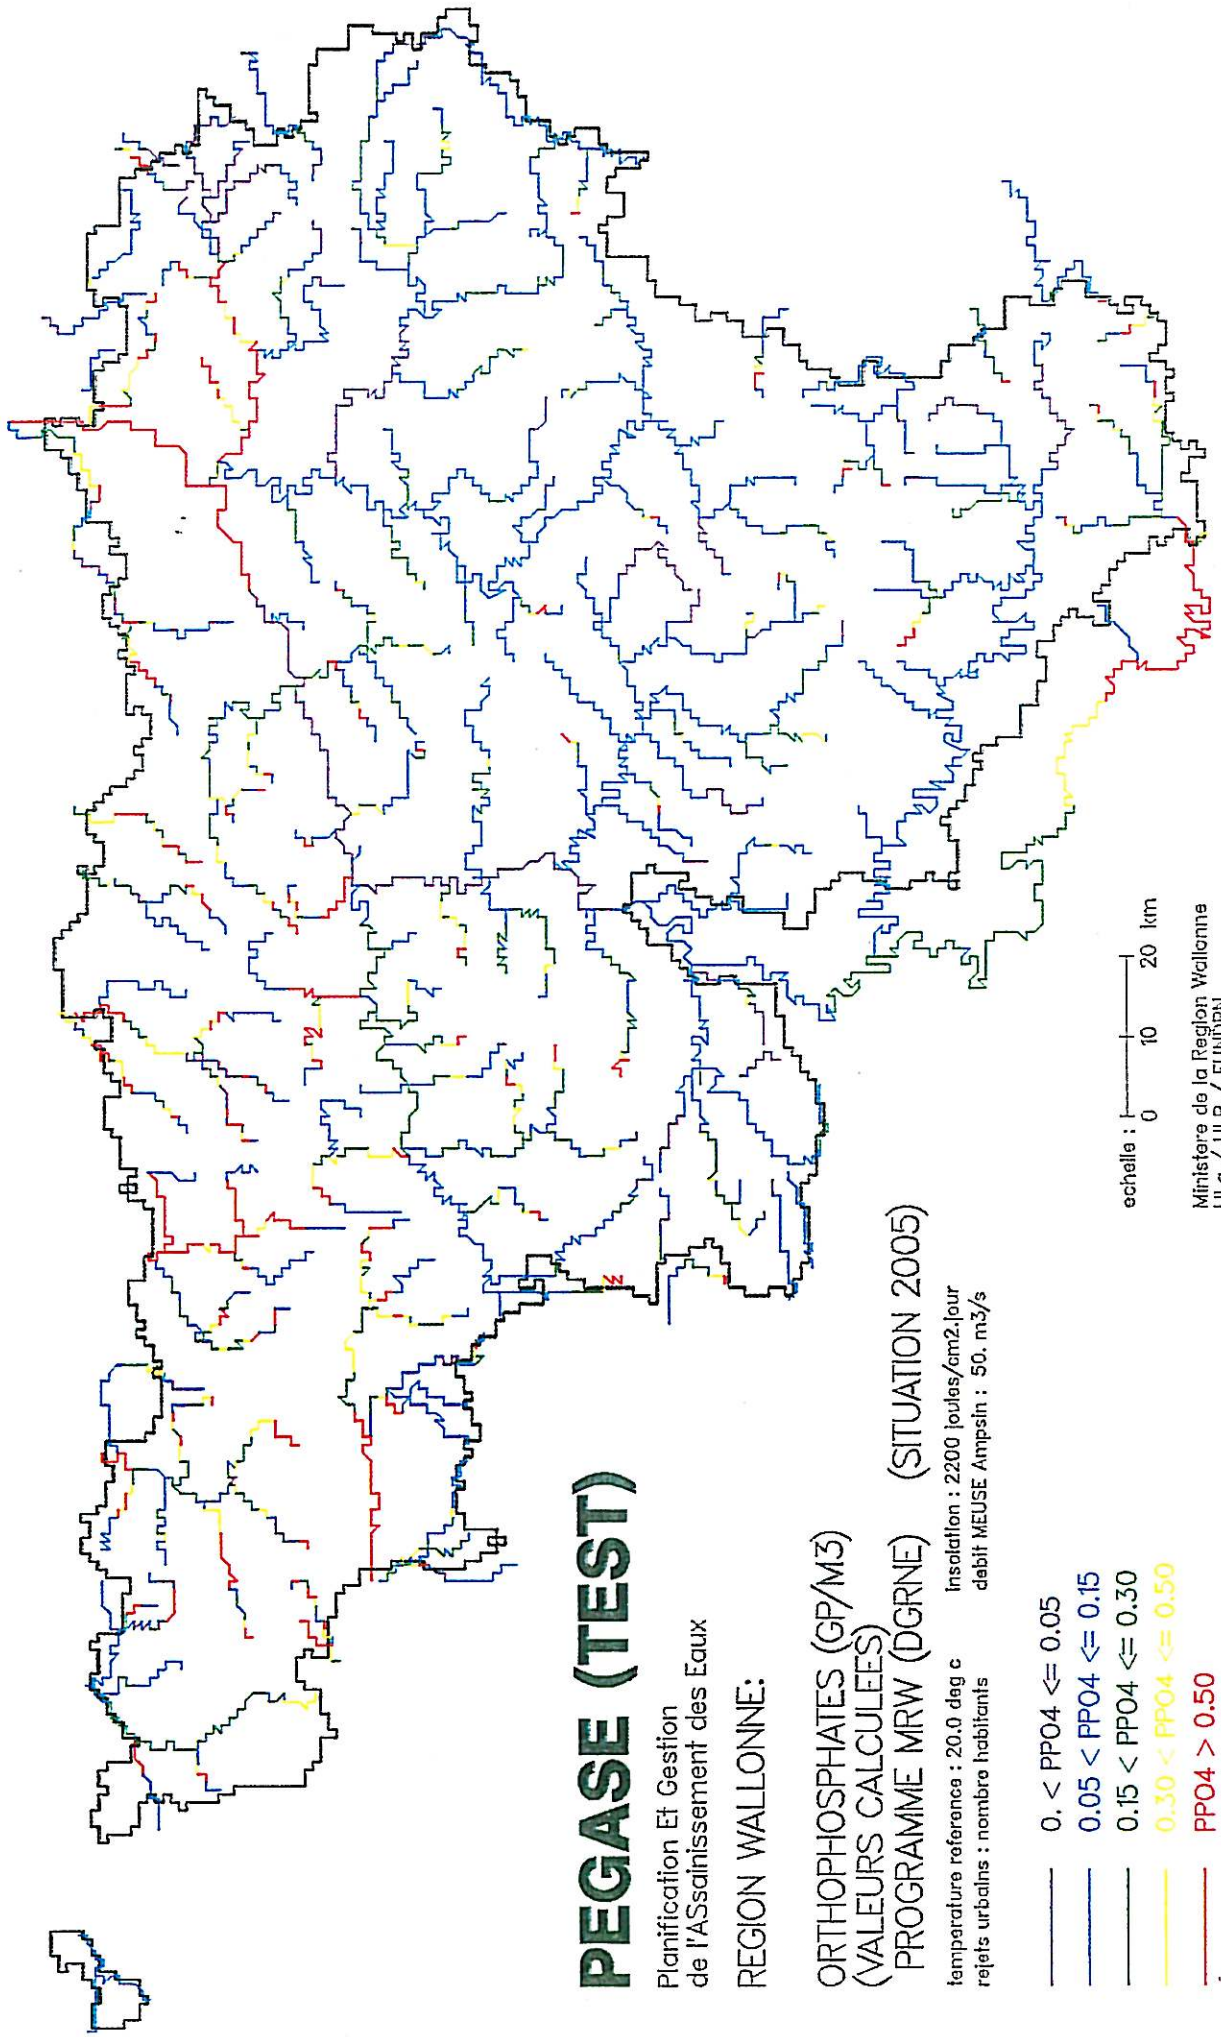 PEGASE (TEST)
Planification Et Gestion
de l'ASsainissement des Eaux
REGION WALLONNE:
ORTHOPHOSPHATES (GP/M3)
(VALEURS CALCULEES)
PROGRAMME MRW (DGRNE) (SITUATION 2005)
temperature reference : 20.0 deg c insolation : 2200 joules/cm2.jour
rejets urbains : nombre habitants debit MEUSE Ampsin : 50. m3/s
0. < PPO4 <= 0.05
0.05 < PPO4 <= 0.15
0.15 < PPO4 <= 0.30
0.30 < PPO4 <= 0.50
PPO4 > 0.50
echelle :
0 10 20 km
Ministere de la Region Wallonne